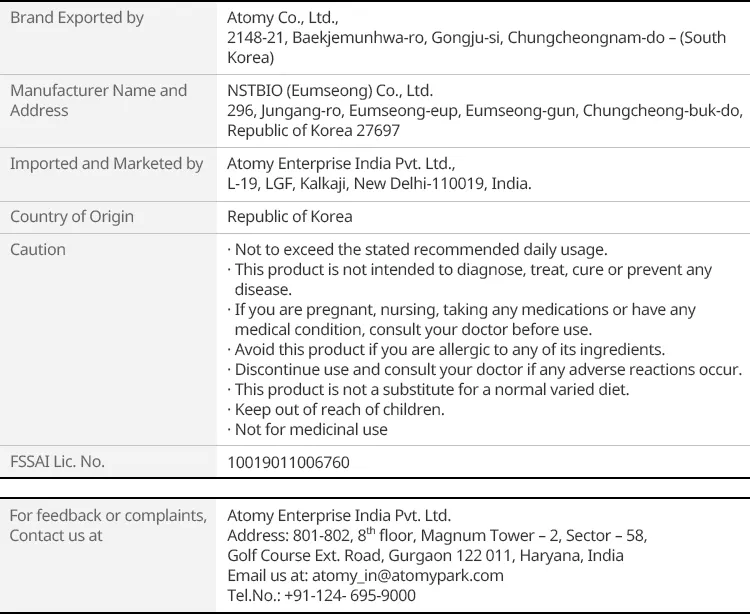 Brand Exported by
Atomy Co., Ltd.,
2148-21, Baekjemunhwa-ro, Gongju-si, Chungcheongnam-do – (South
Korea)
Manufacturer Name and
Address
NSTBIO (Eumseong) Co., Ltd.
296, Jungang-ro, Eumseong-eup, Eumseong-gun, Chungcheong-buk-do,
Republic of Korea 27697
Imported and Marketed by
Atomy Enterprise India Pvt. Ltd.,
L-19, LGF, Kalkaji, New Delhi-110019, India.
Country of Origin
Republic of Korea
Caution
· Not to exceed the stated recommended daily usage.
· This product is not intended to diagnose, treat, cure or prevent any
disease.
· If you are pregnant, nursing, taking any medications or have any
medical condition, consult your doctor before use.
· Avoid this product if you are allergic to any of its ingredients.
· Discontinue use and consult your doctor if any adverse reactions occur.
· This product is not a substitute for a normal varied diet.
· Keep out of reach of children.
· Not for medicinal use
FSSAI Lic. No.
10019011006760
For feedback or complaints,
Contact us at
Atomy Enterprise India Pvt. Ltd.
Address: 801-802, 8th floor, Magnum Tower – 2, Sector – 58,
Golf Course Ext. Road, Gurgaon 122 011, Haryana, India
Email us at: atomy_in@atomypark.com
Tel.No.: +91-124- 695-9000